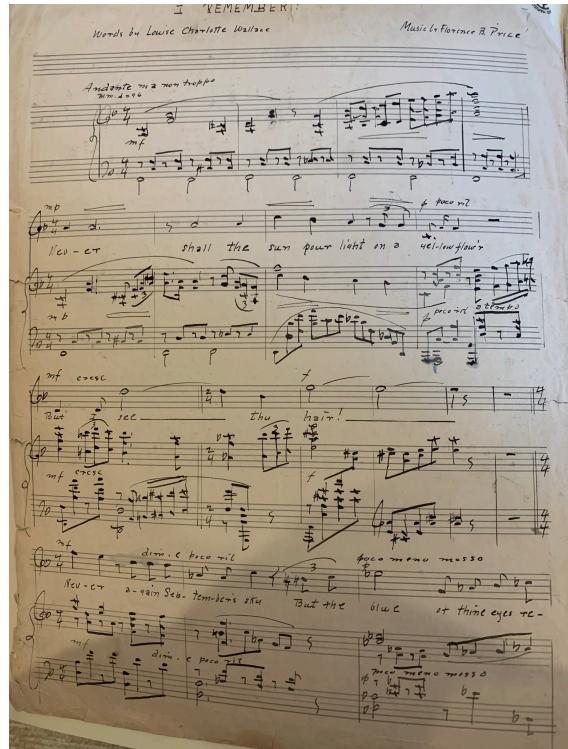 I REMEMBER!
Words by Louise Charlotte Wallace Music by Florence B. Price
Andante ma non troppo
mf
mp p poco rit
Nev-er shall the sun pour light on a yel-low flow'r
mp p poco rit a tempo
mf cresc f
But I see thy hair!
mf cresc f
mf dim. e poco rit poco meno mosso
Nev-er a-gain Sep-tem-ber's sky But the blue of thine eyes re-
mf dim. e poco rit poco meno mosso